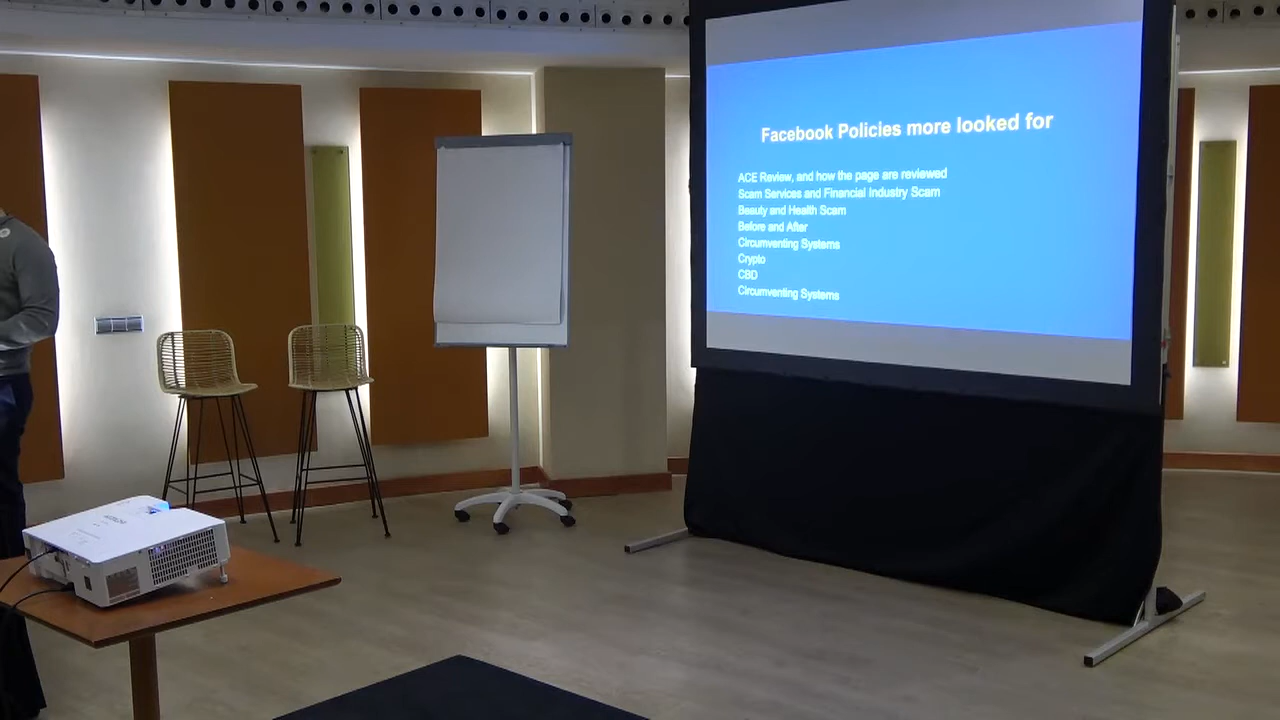 Facebook Policies more looked for
ACE Review, and how the page are reviewed
Scam Services and Financial Industry Scam
Beauty and Health Scam
Before and After
Circumventing Systems
Crypto
CBD
Circumventing Systems